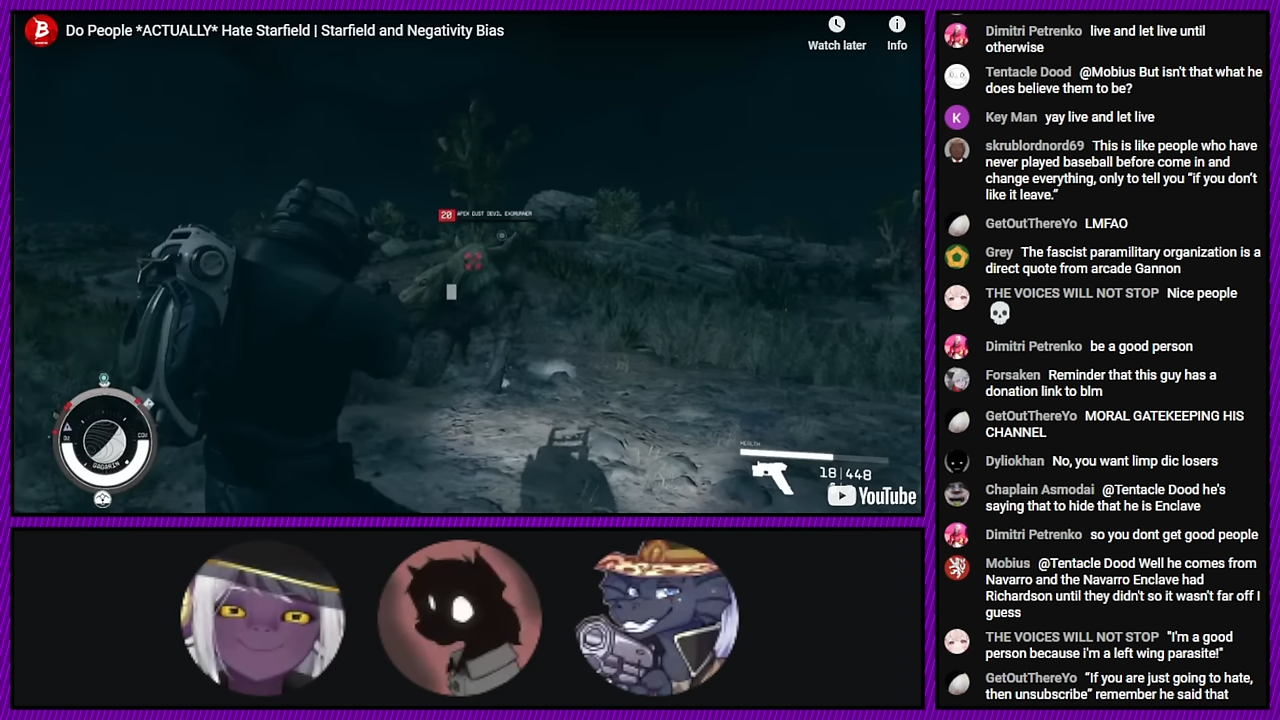 Do People *ACTUALLY* Hate Starfield | Starfield and Negativity Bias
Watch later
Info
20 APEX DUST DEVIL EXORUNNER
O2
CO2
GAGARIN
HEALTH
18|448
YouTube
Dimitri Petrenko live and let live until
otherwise
Tentacle Dood @Mobius But isn't that what he
does believe them to be?
K
Key Man yay live and let live
skrublordnord69 This is like people who have
never played baseball before come in and
change everything, only to tell you "if you don't
like it leave."
GetOutThereYo LMFAO
Grey The fascist paramilitary organization is a
direct quote from arcade Gannon
THE VOICES WILL NOT STOP Nice people
Dimitri Petrenko be a good person
Forsaken Reminder that this guy has a
donation link to blm
GetOutThereYo MORAL GATEKEEPING HIS
CHANNEL
Dyliokhan No, you want limp dic losers
Chaplain Asmodai @Tentacle Dood he's
saying that to hide that he is Enclave
Dimitri Petrenko so you dont get good people
Mobius @Tentacle Dood Well he comes from
Navarro and the Navarro Enclave had
Richardson until they didn't so it wasn't far off I
guess
THE VOICES WILL NOT STOP "I'm a good
person because i'm a left wing parasite!"
GetOutThereYo "If you are just going to hate,
then unsubscribe" remember he said that